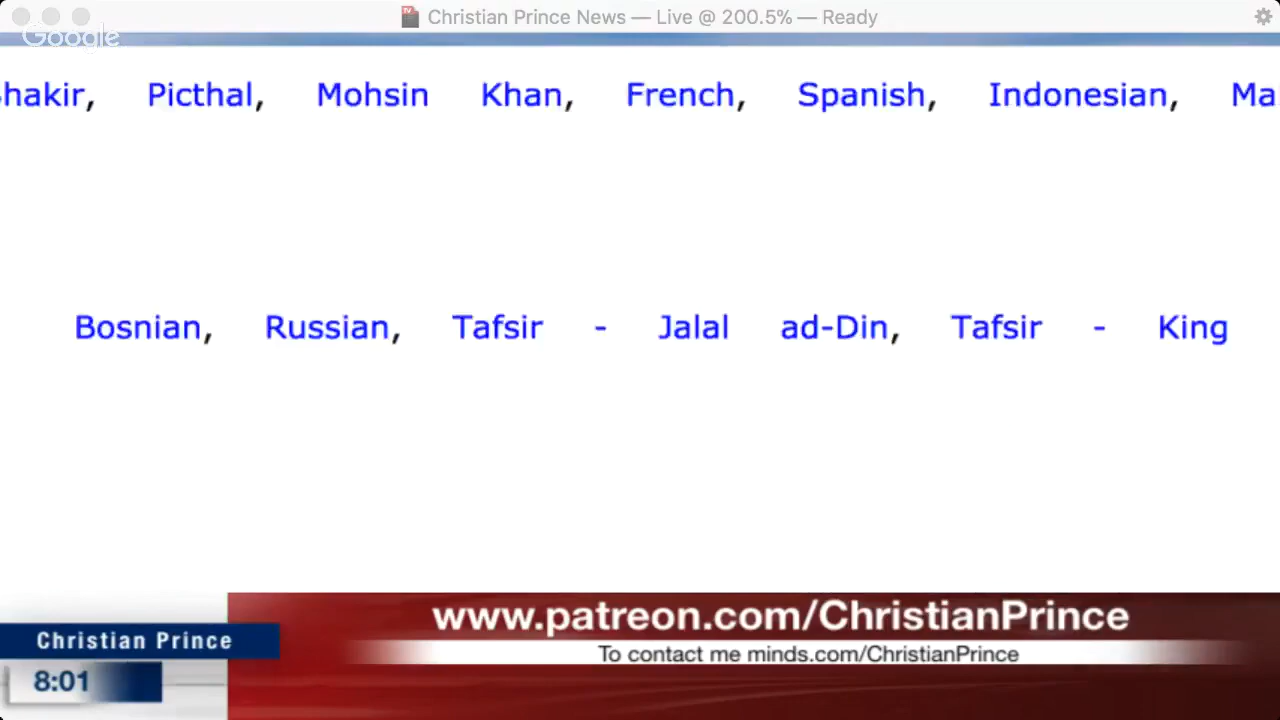 Christian Prince News — Live @ 200.5% — Ready
Google
hakir, Picthal, Mohsin Khan, French, Spanish, Indonesian, Ma
Bosnian, Russian, Tafsir - Jalal ad-Din, Tafsir - King
www.patreon.com/ChristianPrince
To contact me minds.com/ChristianPrince
Christian Prince
8:01